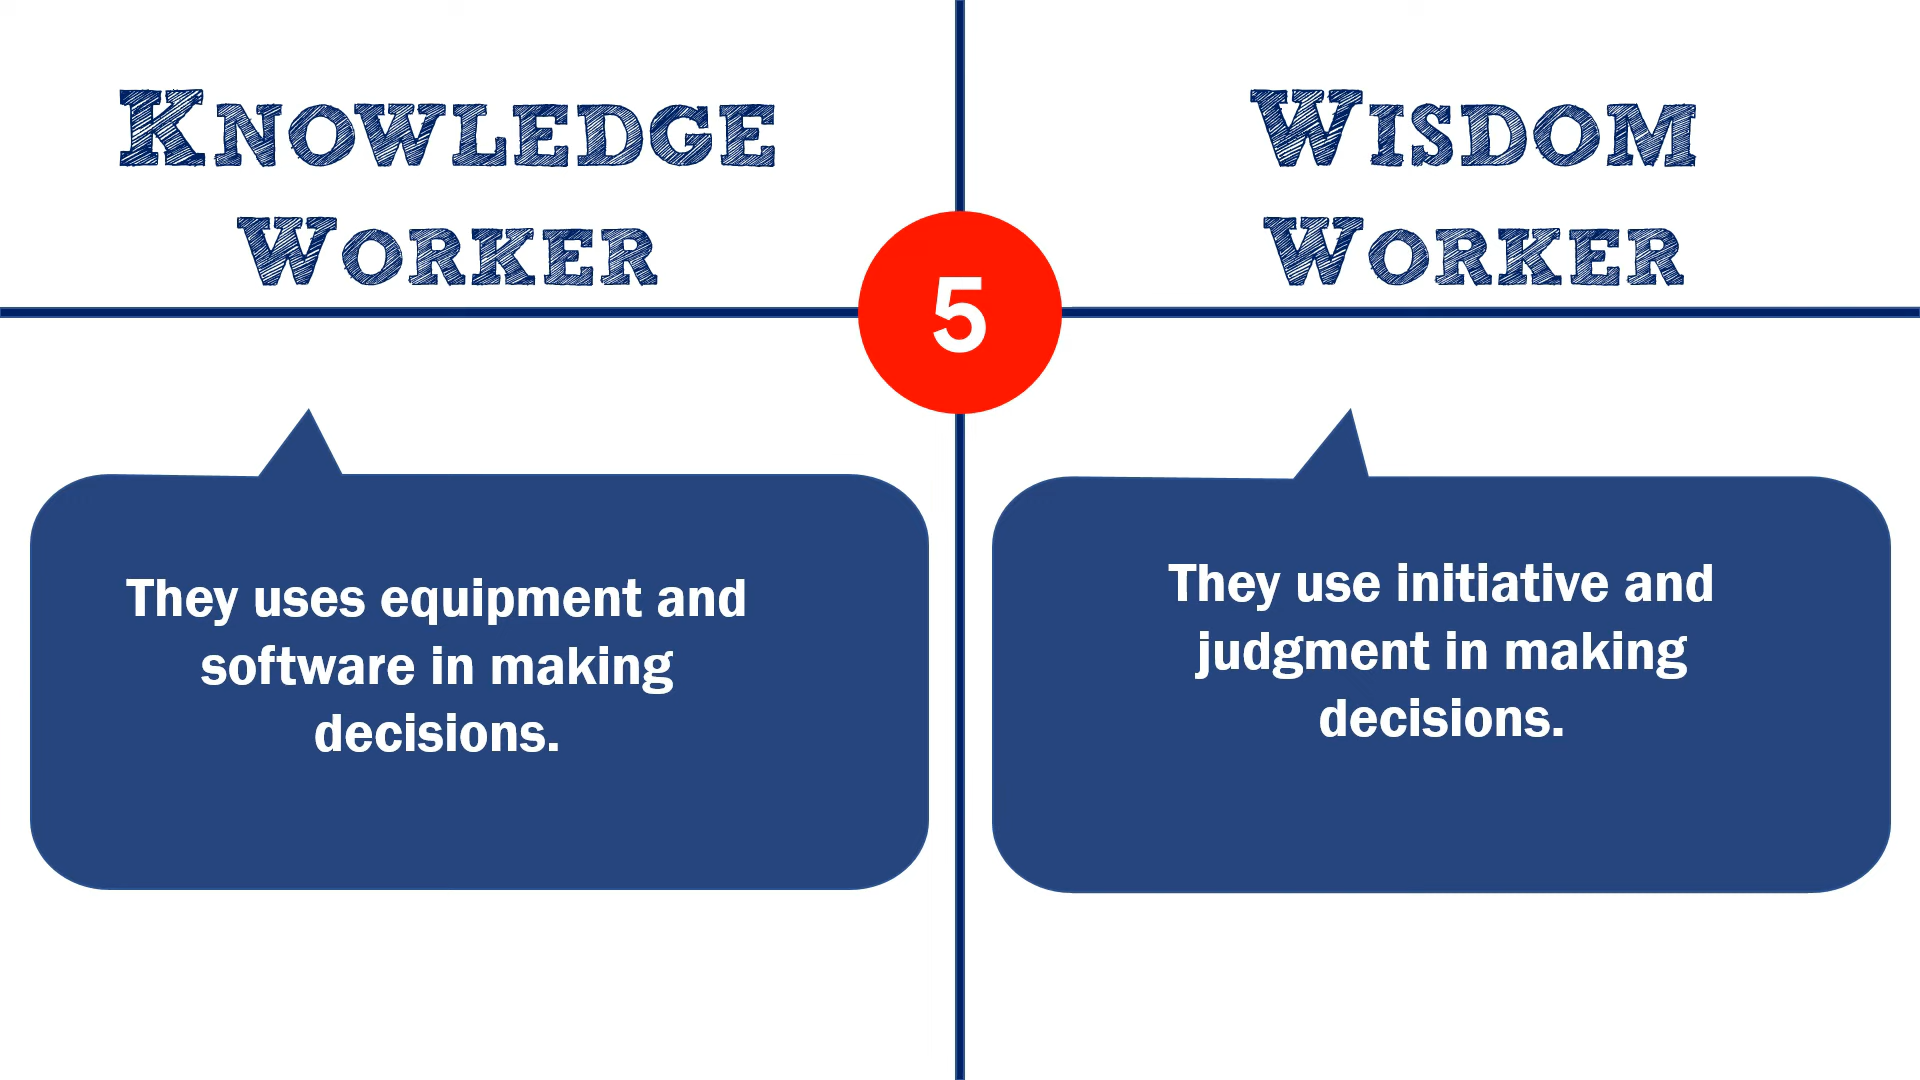 KNOWLEDGE
WORKER
WISDOM
WORKER
5
They uses equipment and
software in making
decisions.
They use initiative and
judgment in making
decisions.